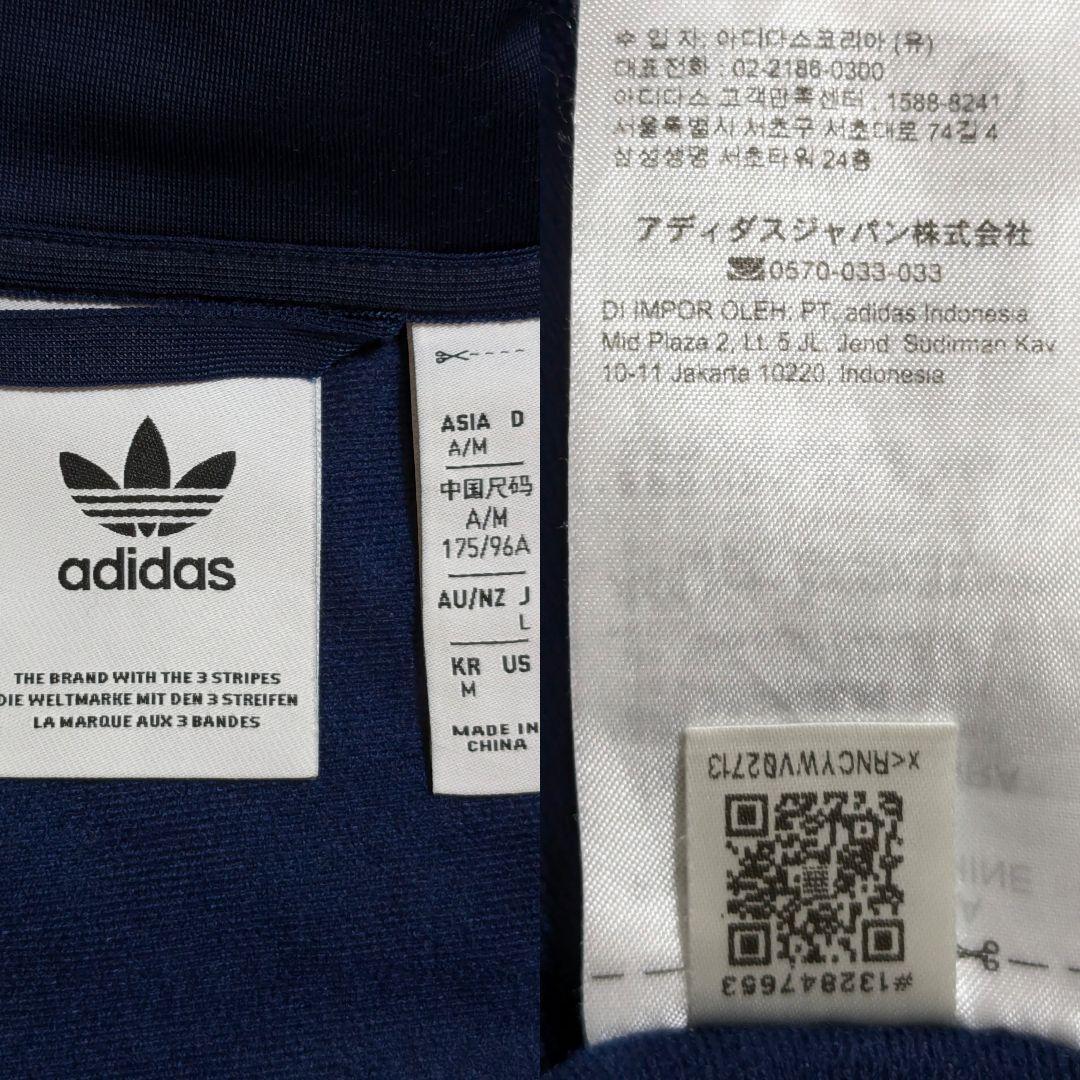 adidas
THE BRAND WITH THE 3 STRIPES
DIE WELTMARKE MIT DEN 3 STREIFEN
LA MARQUE AUX 3 BANDES
ASIA D
A/M
中国尺码
A/M
175/96A
AU/NZ J
L
KR US
M
MADE IN
CHINA
수 입 자: 아디다스코리아 (유)
대표전화 : 02-2186-0300
아디다스 고객만족센터 : 1588-8241
서울특별시 서초구 서초대로 74길 4
삼성생명 서초타워 24층
アディダスジャパン株式会社
0570-033-033
DI IMPOR OLEH: PT. adidas Indonesia
Mid Plaza 2, Lt. 5 JL. Jend. Sudirman Kav
10-11 Jakarta 10220, Indonesia
x<RNCYWV02713
#132847653